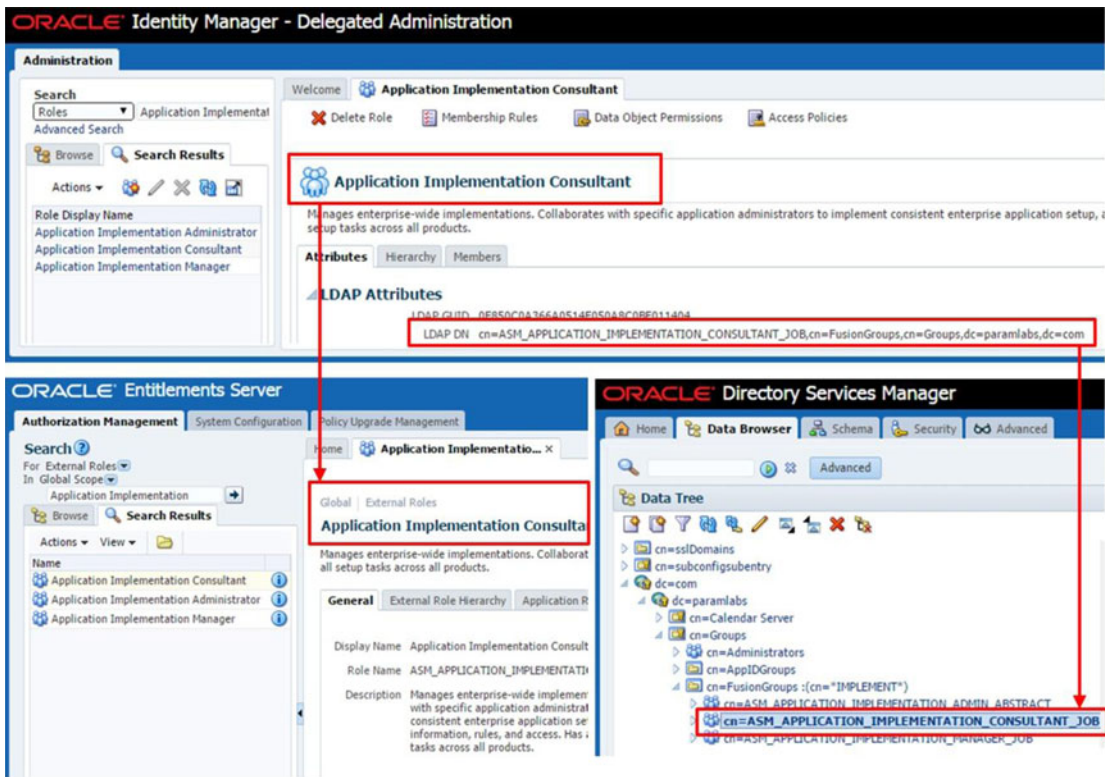 ORACLE® Identity Manager - Delegated Administration
Administration
Search
Roles Application Implemental
Advanced Search
Browse Search Results
Actions
Role Display Name
Application Implementation Administrator
Application Implementation Consultant
Application Implementation Manager
Welcome Application Implementation Consultant
Delete Role Membership Rules Data Object Permissions Access Policies
Application Implementation Consultant
Manages enterprise-wide implementations. Collaborates with specific application administrators to implement consistent enterprise application setup, a
setup tasks across all products.
Attributes Hierarchy Members
LDAP Attributes
LDAP GUID 0F850C0A366A0514E050A8C0BE011404
LDAP DN cn=ASM_APPLICATION_IMPLEMENTATION_CONSULTANT_JOB,cn=FusionGroups,cn=Groups,dc=paramlabs,dc=com
ORACLE® Entitlements Server
Authorization Management System Configuration Policy Upgrade Management
Search
For External Roles
In Global Scope
Application Implementation
Browse Search Results
Actions View
Name
Application Implementation Consultant
Application Implementation Administrator
Application Implementation Manager
Home Application Implementatio... ×
Global External Roles
Application Implementation Consulta
Manages enterprise-wide implementations. Collaborat
all setup tasks across all products.
General External Role Hierarchy Application R
Display Name Application Implementation Consult
Role Name ASM_APPLICATION_IMPLEMENTATI
Description Manages enterprise-wide implemen
with specific application administrat
consistent enterprise application se
information, rules, and access. Has a
tasks across all products.
ORACLE® Directory Services Manager
Home Data Browser Schema Security Advanced
Advanced
Data Tree
cn=sslDomains
cn=subconfigsubentry
dc=com
dc=paramlabs
cn=Calendar Server
cn=Groups
cn=Administrators
cn=AppIDGroups
cn=FusionGroups :(cn="IMPLEMENT*)
cn=ASM_APPLICATION_IMPLEMENTATION_ADMIN_ABSTRACT
cn=ASM_APPLICATION_IMPLEMENTATION_CONSULTANT_JOB
cn=ASM_APPLICATION_IMPLEMENTATION_MANAGER_JOB